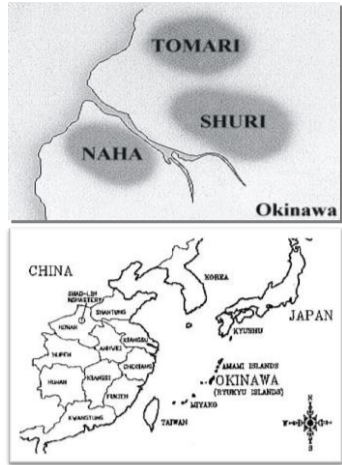 TOMARI
SHURI
NAHA
Okinawa
CHINA
KOREA
SHAO-LIN
MONASTERY
SHANTUNG
HONAN
JAPAN
KIANGSU
KYUSHU
ANHWEI
HUPEH
CHEKIANG
AMAMI ISLANDS
OKINAWA
(RYUKYU ISLANDS)
HUNAN
KIANGSI
FUKIEN
MIYAKO
KWANGTUNG
TAIWAN